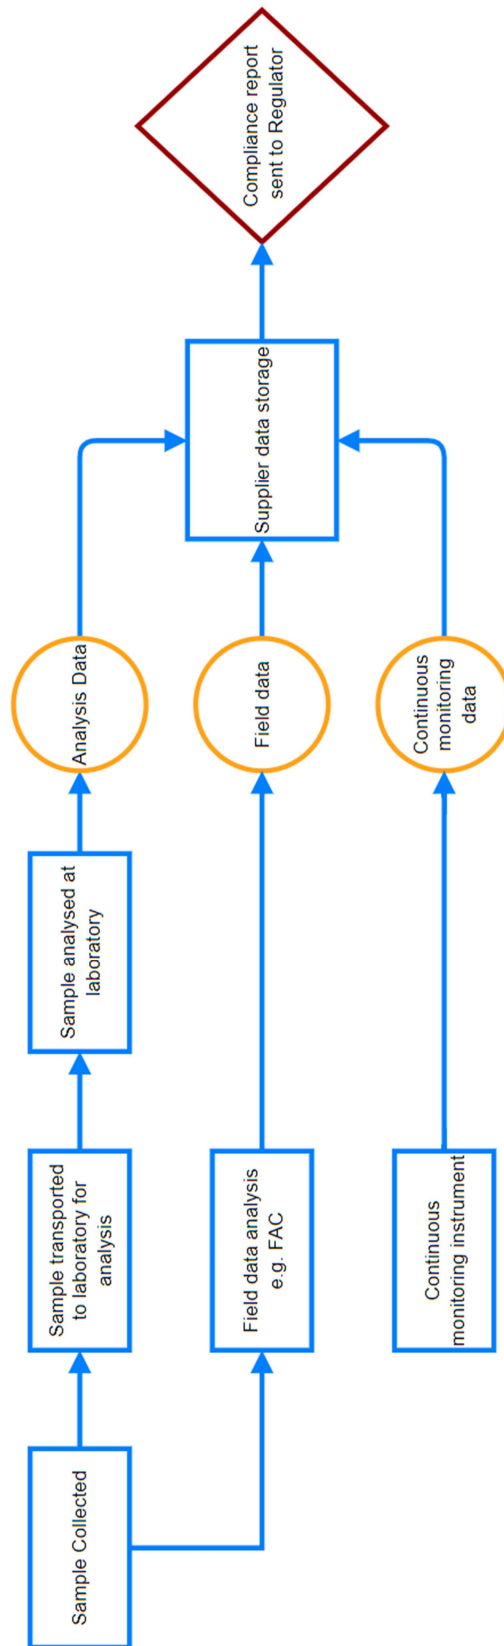 Sample Collected
Sample transported
to laboratory for
analysis
Sample analysed at
laboratory
Analysis Data
Field data analysis
e.g. FAC
Field data
Continuous
monitoring instrument
Continuous
monitoring
data
Supplier data storage
Compliance report
sent to Regulator